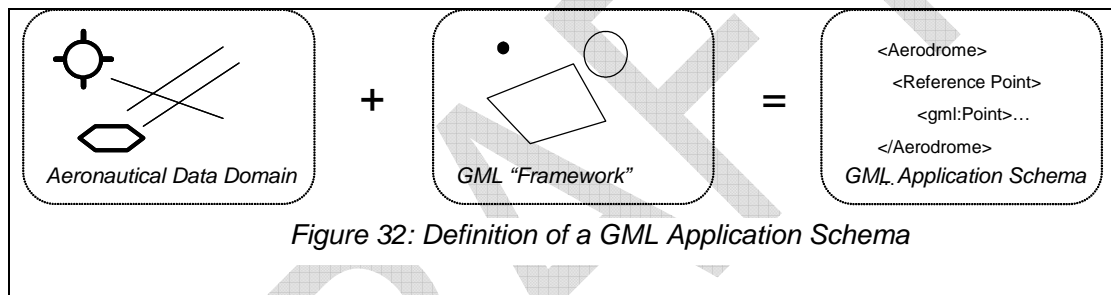 Aeronautical Data Domain
+
GML "Framework"
=
<Aerodrome>
<Reference Point>
<gml:Point>…
</Aerodrome>
GML Application Schema
Figure 32: Definition of a GML Application Schema